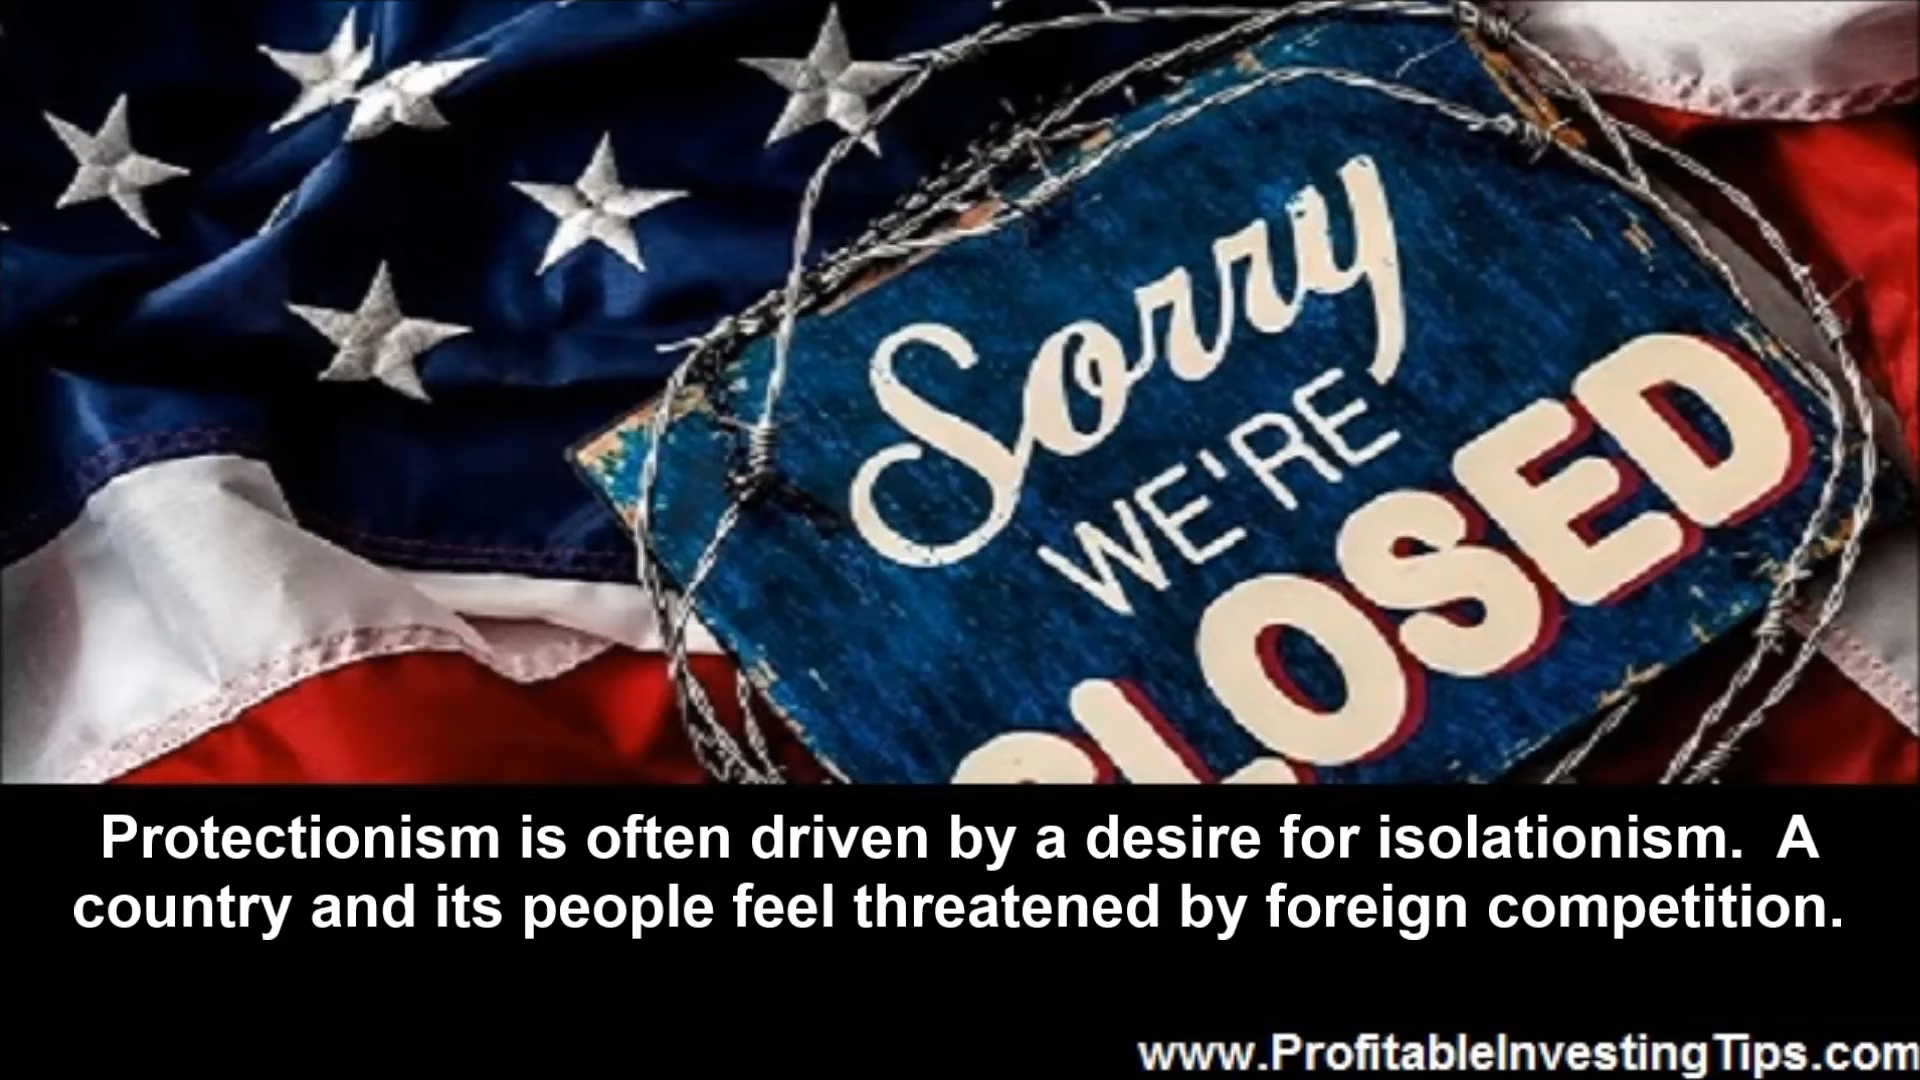 Sorry
WE'RE
CLOSED
Protectionism is often driven by a desire for isolationism.  A
country and its people feel threatened by foreign competition.
www.ProfitableInvestingTips.com